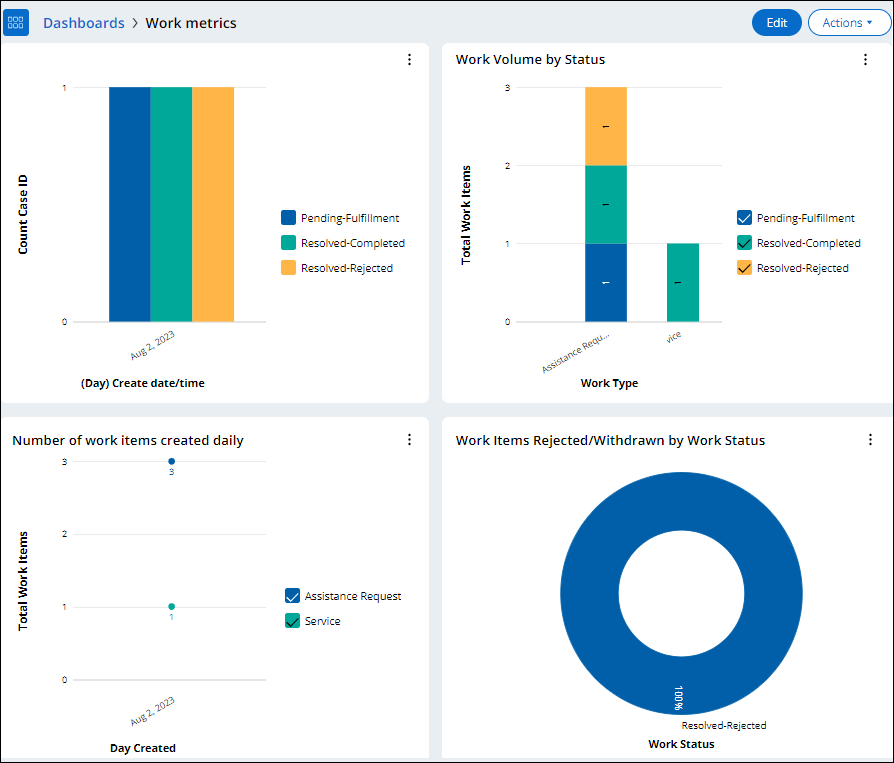 Dashboards > Work metrics
Edit
Actions
1
0
Count Case ID
Aug 2, 2023
(Day) Create date/time
Pending-Fulfillment
Resolved-Completed
Resolved-Rejected
Work Volume by Status
3
2
1
0
Total Work Items
1
1
1
1
Assistance Requ...
vice
Work Type
Pending-Fulfillment
Resolved-Completed
Resolved-Rejected
Number of work items created daily
3
2
1
0
Total Work Items
3
1
Aug 2, 2023
Day Created
Assistance Request
Service
Work Items Rejected/Withdrawn by Work Status
100%
Resolved-Rejected
Work Status